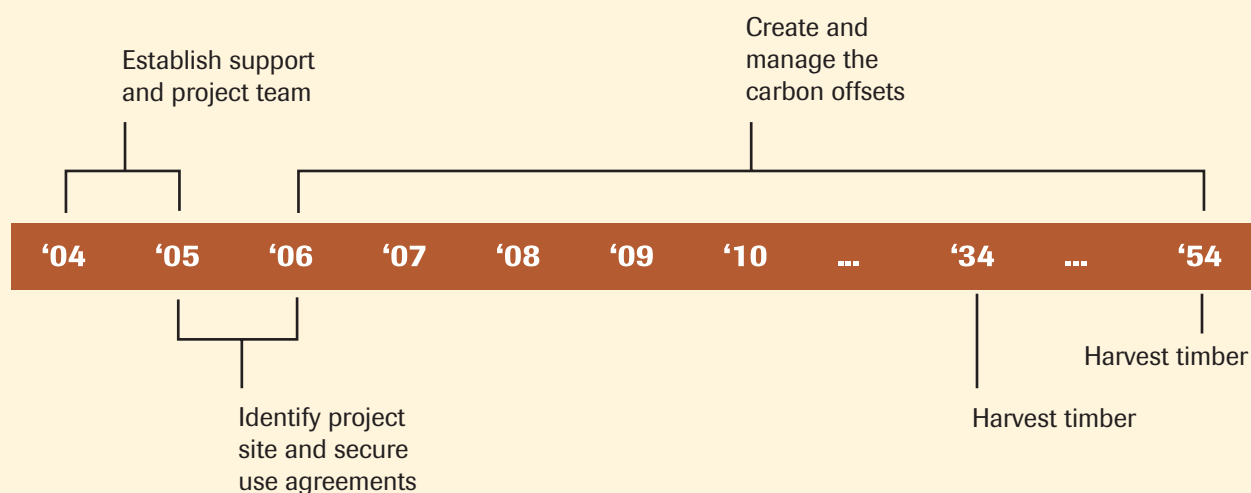 Create and
manage the
carbon offsets
Establish support
and project team
‘04 ‘05 ‘06 ‘07 ‘08 ‘09 ‘10 ... ‘34 ... ‘54
Harvest timber
Harvest timber
Identify project
site and secure
use agreements